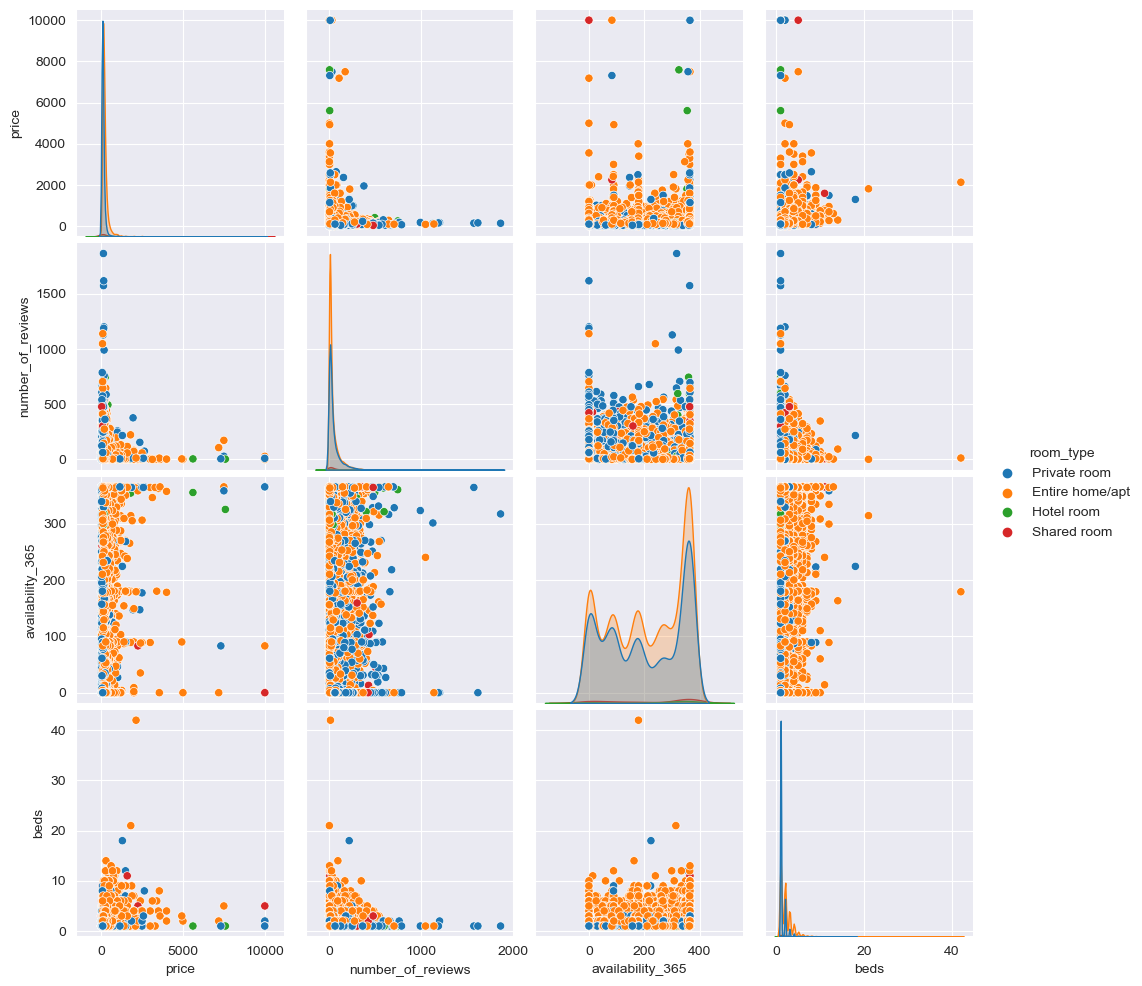 10000
8000
6000
4000
2000
0
price
1500
1000
500
0
number_of_reviews
300
200
100
0
availability_365
40
30
20
10
0
beds
0 5000 10000
price
0 1000 2000
number_of_reviews
0 200 400
availability_365
0 20 40
beds
room_type
Private room
Entire home/apt
Hotel room
Shared room